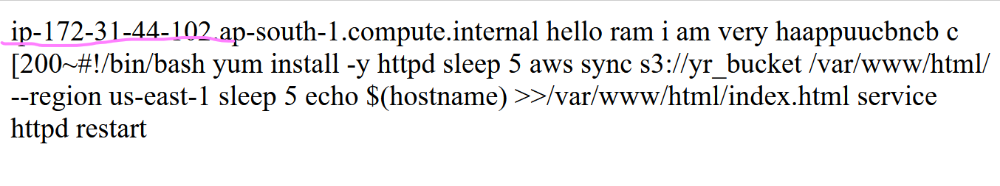 ip-172-31-44-102.ap-south-1.compute.internal hello ram i am very haappuucbncb c
[200~#!/bin/bash yum install -y httpd sleep 5 aws sync s3://yr_bucket /var/www/html/
--region us-east-1 sleep 5 echo $(hostname) >>/var/www/html/index.html service
httpd restart